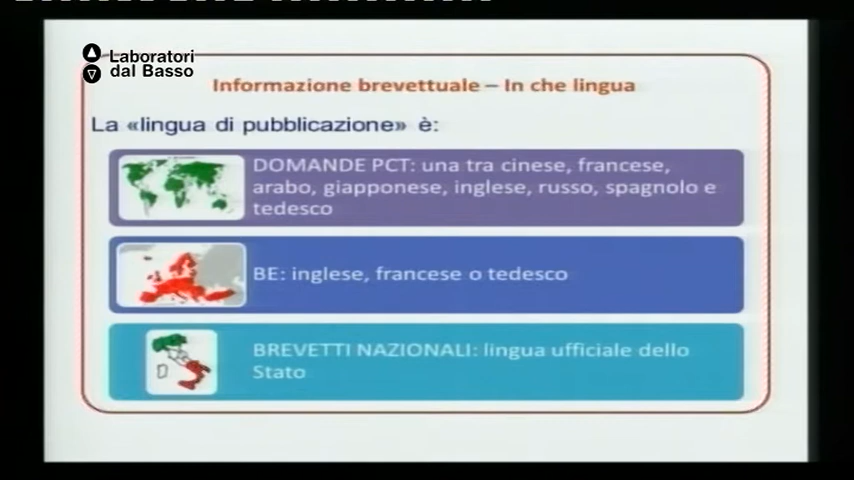 Laboratori
dal Basso
Informazione brevettuale – In che lingua
La «lingua di pubblicazione» è:
DOMANDE PCT: una tra cinese, francese,
arabo, giapponese, inglese, russo, spagnolo e
tedesco
BE: inglese, francese o tedesco
BREVETTI NAZIONALI: lingua ufficiale dello
Stato